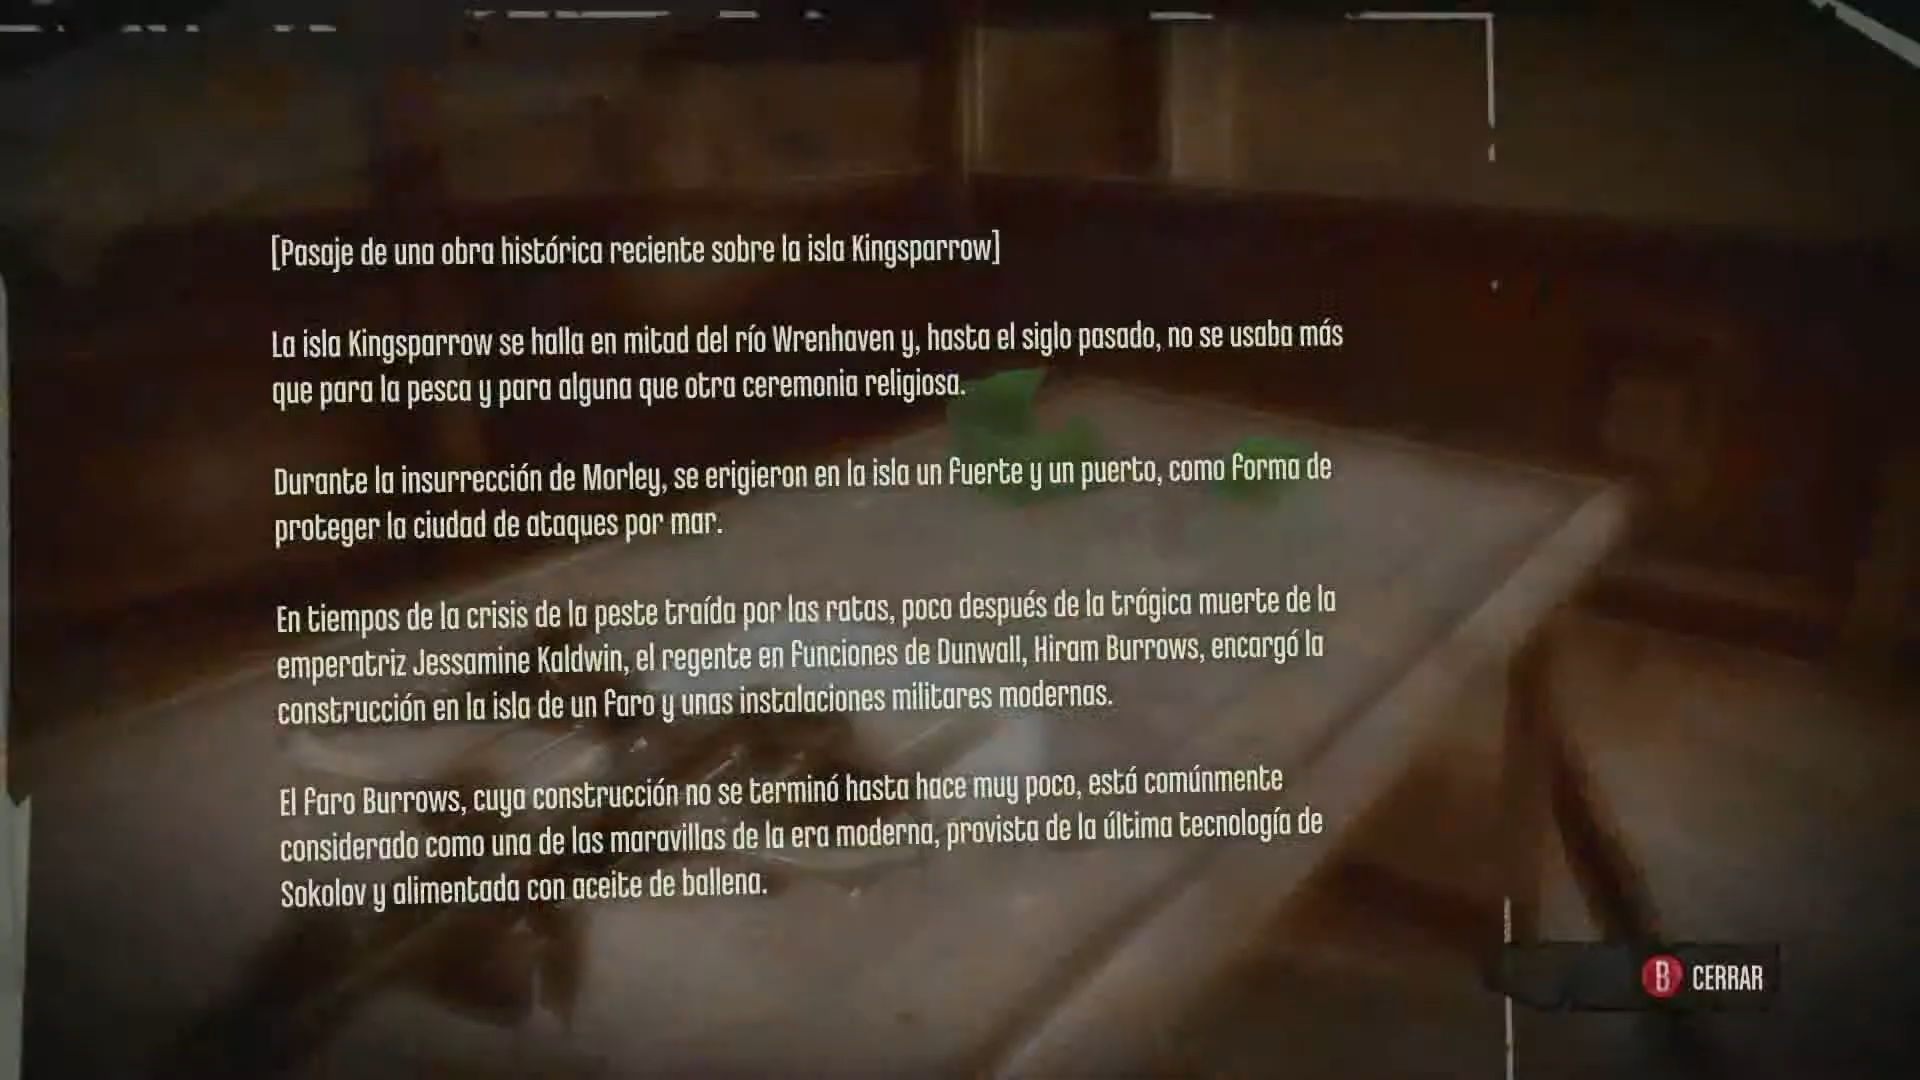 [Pasaje de una obra histórica reciente sobre la isla Kingsparrow]
La isla Kingsparrow se halla en mitad del río Wrenhaven y, hasta el siglo pasado, no se usaba más
que para la pesca y para alguna que otra ceremonia religiosa.
Durante la insurrección de Morley, se erigieron en la isla un fuerte y un puerto, como forma de
proteger la ciudad de ataques por mar.
En tiempos de la crisis de la peste traída por las ratas, poco después de la trágica muerte de la
emperatriz Jessamine Kaldwin, el regente en funciones de Dunwall, Hiram Burrows, encargó la
construcción en la isla de un faro y unas instalaciones militares modernas.
El faro Burrows, cuya construcción no se terminó hasta hace muy poco, está comúnmente
considerado como una de las maravillas de la era moderna, provista de la última tecnología de
Sokolov y alimentada con aceite de ballena.
B CERRAR